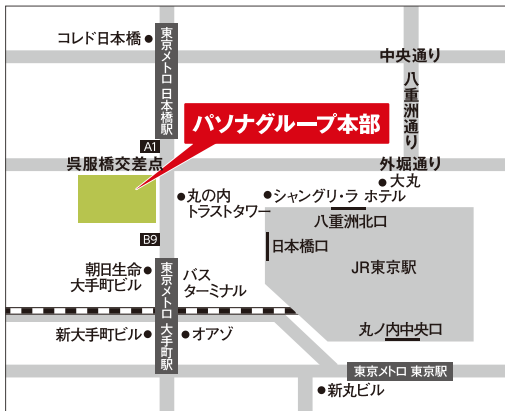 コレド日本橋
東京メトロ 日本橋駅
中央通り
八重洲通り
パソナグループ本部
A1
呉服橋交差点
外堀通り
大丸
丸の内
トラストタワー
シャングリ・ラ ホテル
八重洲北口
B9
日本橋口
朝日生命
大手町ビル
東京メトロ 大手町駅
バス
ターミナル
JR東京駅
新大手町ビル
オアゾ
丸ノ内中央口
東京メトロ 東京駅
新丸ビル